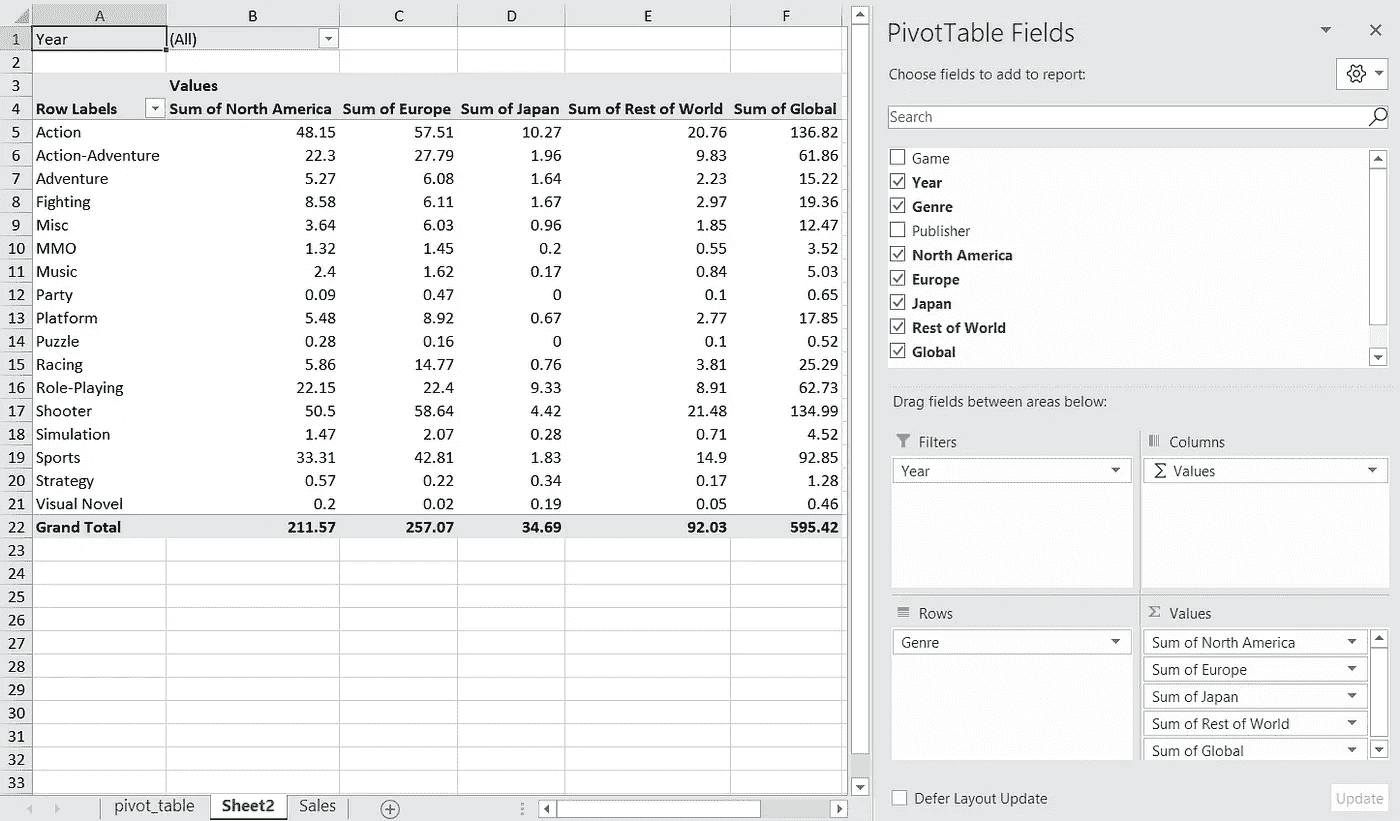 A B C D E F
1 Year (All)
2
3 Values
4 Row Labels Sum of North America Sum of Europe Sum of Japan Sum of Rest of World Sum of Global
5 Action 48.15 57.51 10.27 20.76 136.82
6 Action-Adventure 22.3 27.79 1.96 9.83 61.86
7 Adventure 5.27 6.08 1.64 2.23 15.22
8 Fighting 8.58 6.11 1.67 2.97 19.36
9 Misc 3.64 6.03 0.96 1.85 12.47
10 MMO 1.32 1.45 0.2 0.55 3.52
11 Music 2.4 1.62 0.17 0.84 5.03
12 Party 0.09 0.47 0 0.1 0.65
13 Platform 5.48 8.92 0.67 2.77 17.85
14 Puzzle 0.28 0.16 0 0.1 0.52
15 Racing 5.86 14.77 0.76 3.81 25.29
16 Role-Playing 22.15 22.4 9.33 8.91 62.73
17 Shooter 50.5 58.64 4.42 21.48 134.99
18 Simulation 1.47 2.07 0.28 0.71 4.52
19 Sports 33.31 42.81 1.83 14.9 92.85
20 Strategy 0.57 0.22 0.34 0.17 1.28
21 Visual Novel 0.2 0.02 0.19 0.05 0.46
22 Grand Total 211.57 257.07 34.69 92.03 595.42
23
24
25
26
27
28
29
30
31
32
33
pivot_table Sheet2 Sales
PivotTable Fields
Choose fields to add to report:
Search
Game
Year
Genre
Publisher
North America
Europe
Japan
Rest of World
Global
Drag fields between areas below:
Filters
Year
Columns
Σ Values
Rows
Genre
Σ Values
Sum of North America
Sum of Europe
Sum of Japan
Sum of Rest of World
Sum of Global
Defer Layout Update
Update